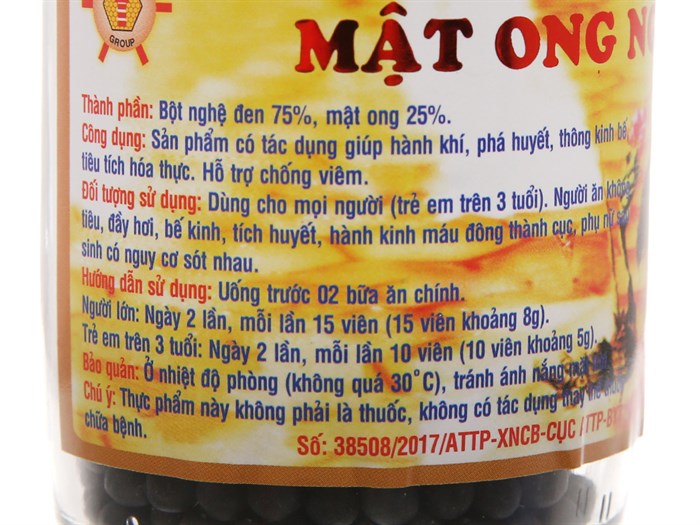 GROUP
MẬT ONG
Thành phần: Bột nghệ đen 75%, mật ong 25%.
Công dụng: Sản phẩm có tác dụng giúp hành khí, phá huyết, thông kinh bế,
tiêu tích hóa thực. Hỗ trợ chống viêm.
Đối tượng sử dụng: Dùng cho mọi người (trẻ em trên 3 tuổi). Người ăn không
tiêu, đầy hơi, bế kinh, tích huyết, hành kinh máu đông thành cục, phụ nữ
sinh có nguy cơ sót nhau.
Hướng dẫn sử dụng: Uống trước 02 bữa ăn chính.
Người lớn: Ngày 2 lần, mỗi lần 15 viên (15 viên khoảng 8g).
Trẻ em trên 3 tuổi: Ngày 2 lần, mỗi lần 10 viên (10 viên khoảng 5g).
Bảo quản: Ở nhiệt độ phòng (không quá 30°C), tránh ánh nắng mặt
Chú ý: Thực phẩm này không phải là thuốc, không có tác dụng thay thế
chữa bệnh.
Số: 38508/2017/ATTP-XNCB-CỤC